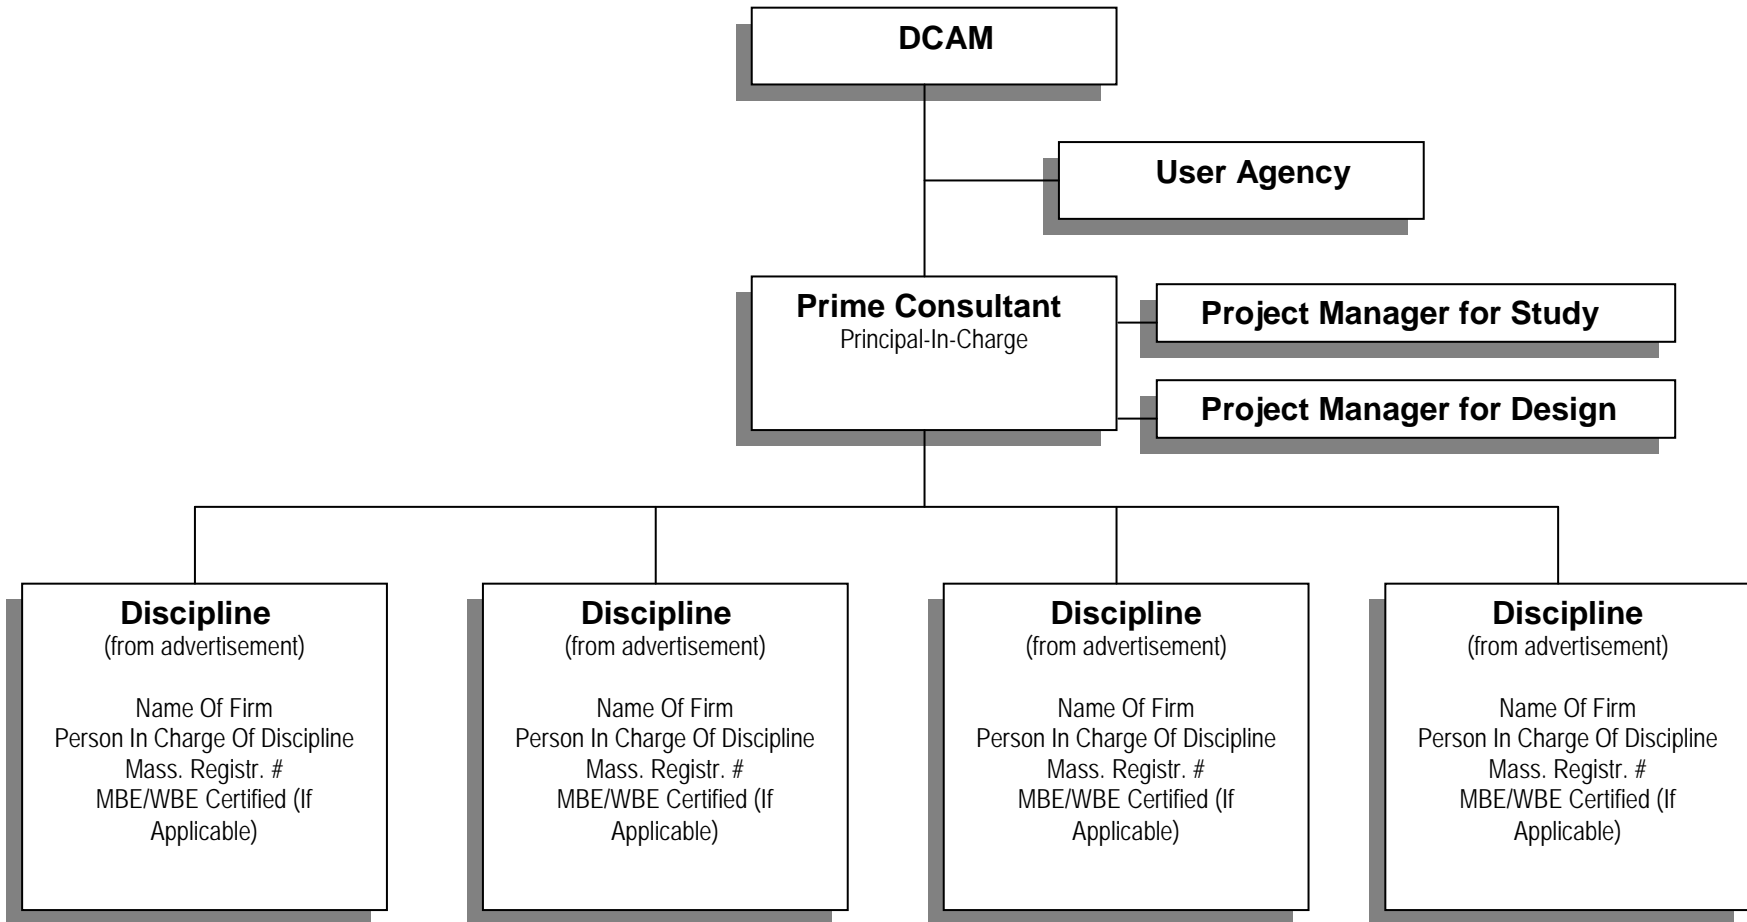 DCAM
User Agency
Prime Consultant
Principal-In-Charge
Project Manager for Study
Project Manager for Design
Discipline
(from advertisement)
Name Of Firm
Person In Charge Of Discipline
Mass. Registr. #
MBE/WBE Certified (If
Applicable)
Discipline
(from advertisement)
Name Of Firm
Person In Charge Of Discipline
Mass. Registr. #
MBE/WBE Certified (If
Applicable)
Discipline
(from advertisement)
Name Of Firm
Person In Charge Of Discipline
Mass. Registr. #
MBE/WBE Certified (If
Applicable)
Discipline
(from advertisement)
Name Of Firm
Person In Charge Of Discipline
Mass. Registr. #
MBE/WBE Certified (If
Applicable)